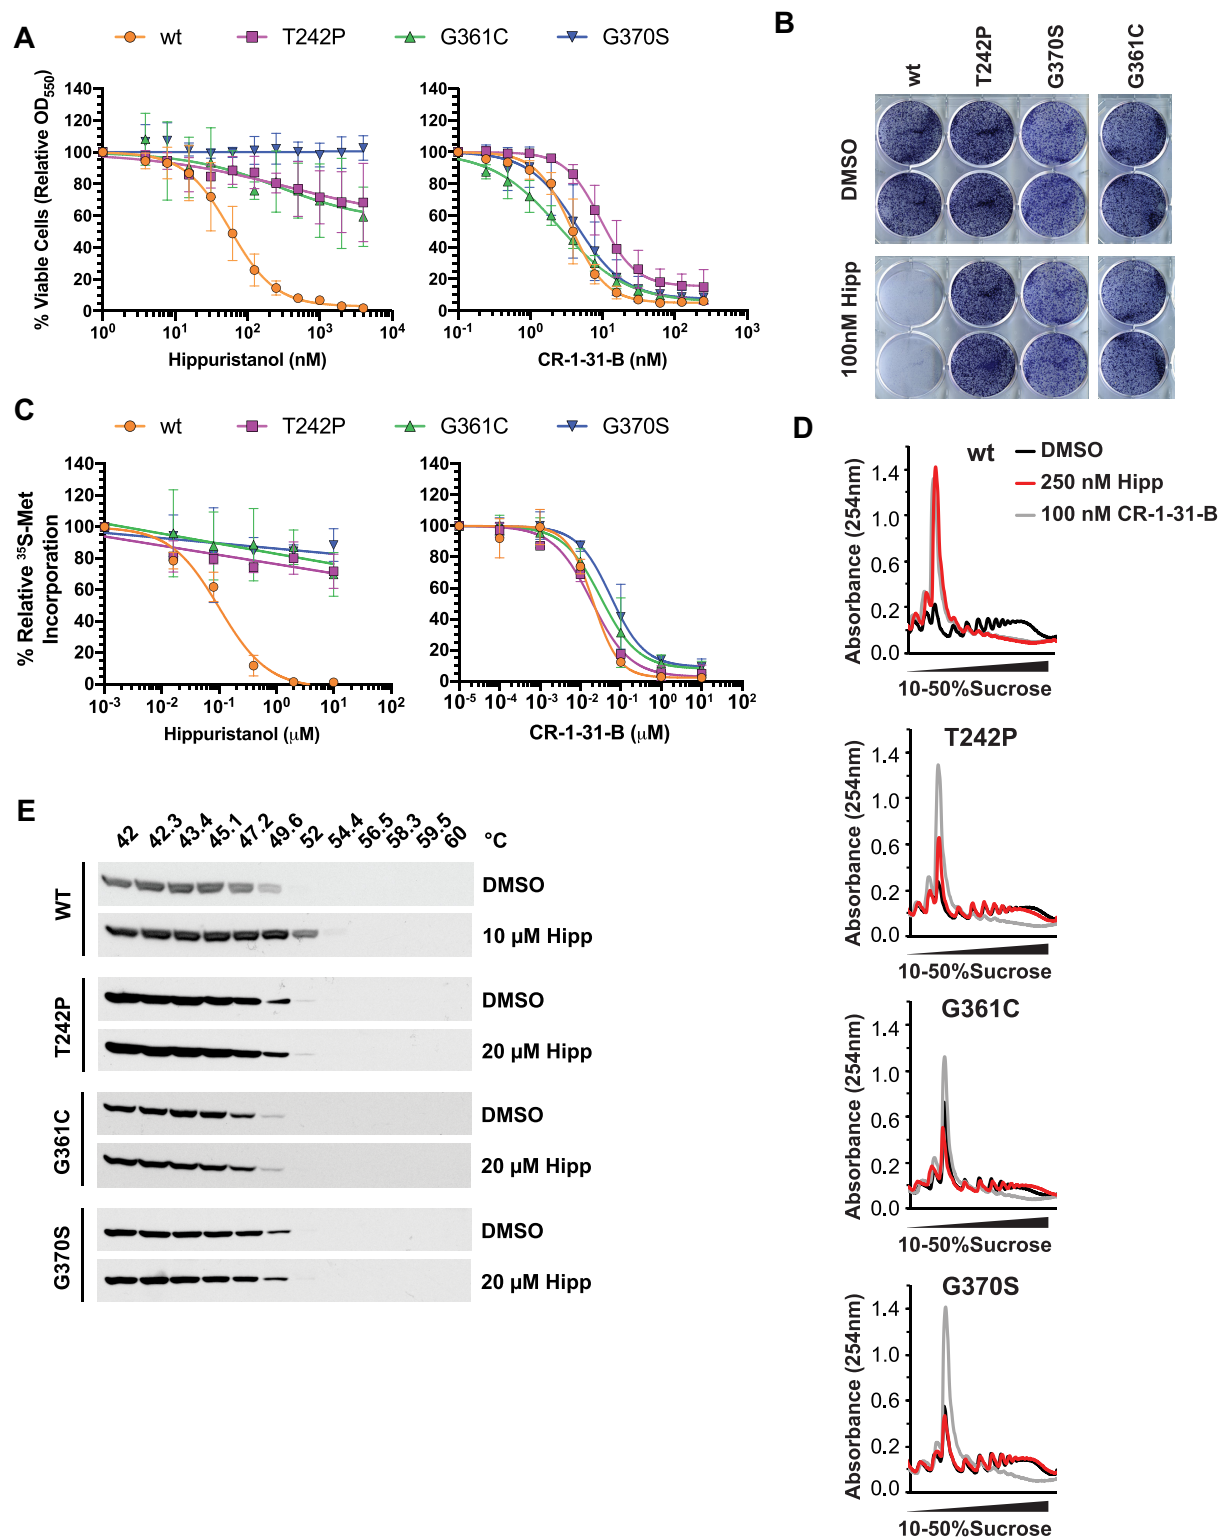 A
wt T242P G361C G370S
% Viable Cells (Relative OD550)
140
120
100
80
60
40
20
0
10^0 10^1 10^2 10^3 10^4
Hippuristanol (nM)
140
120
100
80
60
40
20
0
10^-1 10^0 10^1 10^2 10^3
CR-1-31-B (nM)
B
wt T242P G370S G361C
DMSO
100nM Hipp
C
wt T242P G361C G370S
% Relative 35S-Met
Incorporation
140
120
100
80
60
40
20
0
10^-3 10^-2 10^-1 10^0 10^1 10^2
Hippuristanol (µM)
140
120
100
80
60
40
20
0
10^-5 10^-4 10^-3 10^-2 10^-1 10^0 10^1 10^2
CR-1-31-B (µM)
D
wt
DMSO
250 nM Hipp
100 nM CR-1-31-B
Absorbance (254nm)
1.4
1.0
0.6
0.2
0.0
10-50%Sucrose
T242P
Absorbance (254nm)
1.4
1.0
0.6
0.2
0.0
10-50%Sucrose
G361C
Absorbance (254nm)
1.4
1.0
0.6
0.2
0.0
10-50%Sucrose
G370S
Absorbance (254nm)
1.4
1.0
0.6
0.2
0.0
10-50%Sucrose
E
42 42.3 43.4 45.1 47.2 49.6 52 54.4 56.5 58.3 59.5 60 °C
WT
DMSO
10 µM Hipp
T242P
DMSO
20 µM Hipp
G361C
DMSO
20 µM Hipp
G370S
DMSO
20 µM Hipp